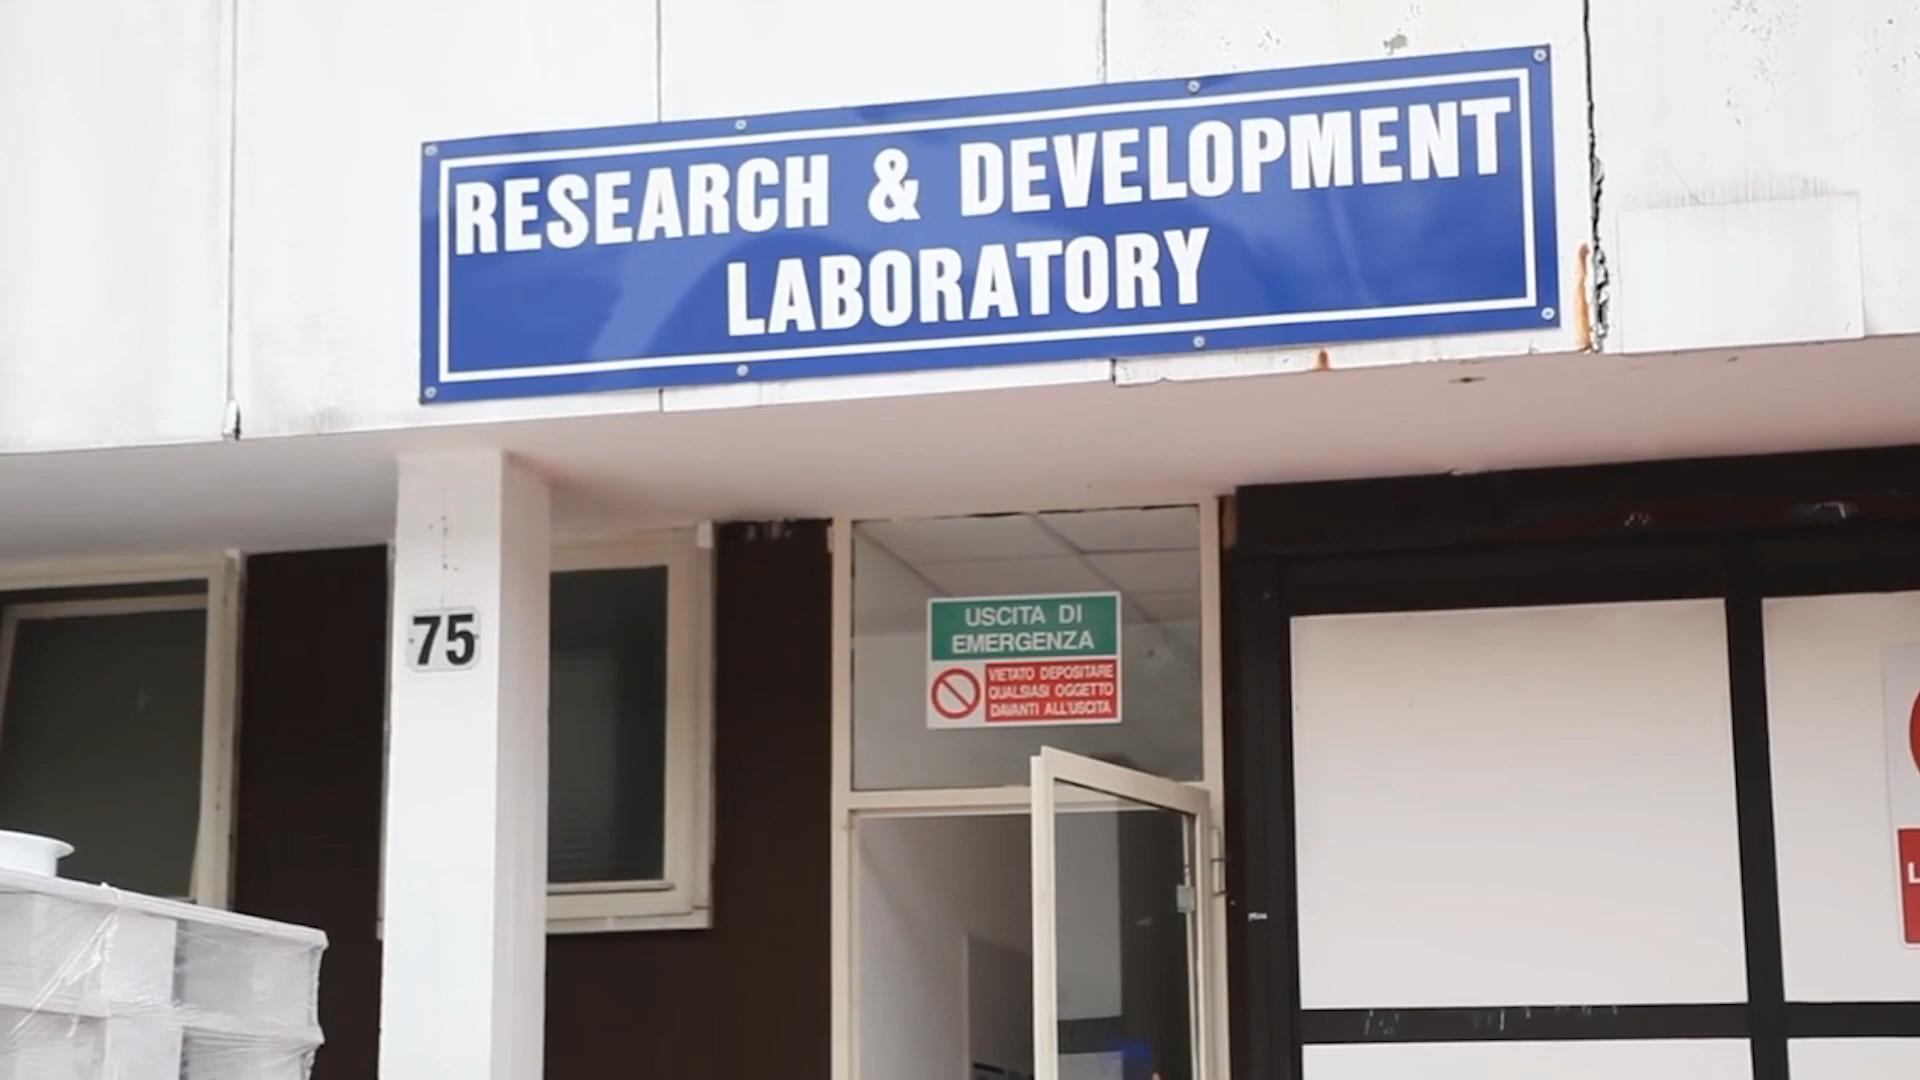 RESEARCH & DEVELOPMENT
LABORATORY
75
USCITA DI
EMERGENZA
VIETATO DEPOSITARE
QUALSIASI OGGETTO
DAVANTI ALL'USCITA